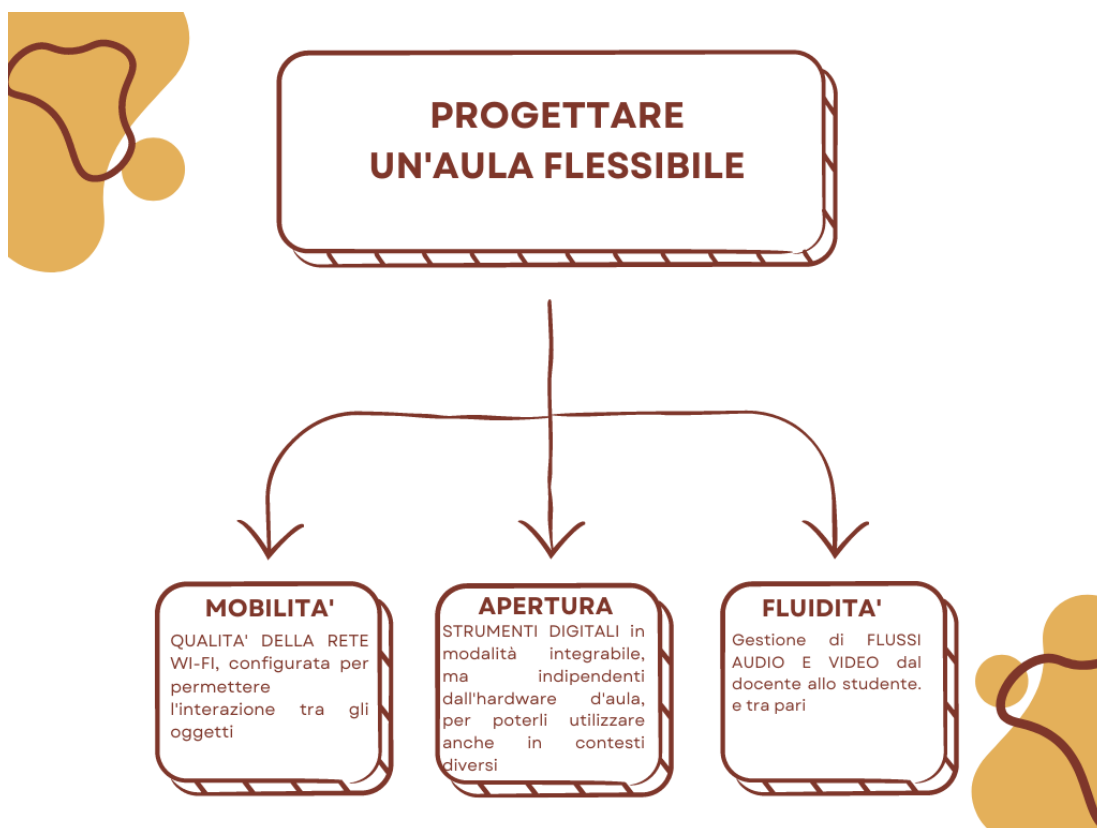 PROGETTARE
UN'AULA FLESSIBILE
MOBILITA'
QUALITA' DELLA RETE
WI-FI, configurata per
permettere
l'interazione tra gli
oggetti
APERTURA
STRUMENTI DIGITALI in
modalità integrabile,
ma indipendenti
dall'hardware d'aula,
per poterli utilizzare
anche in contesti
diversi
FLUIDITA'
Gestione di FLUSSI
AUDIO E VIDEO dal
docente allo studente.
e tra pari